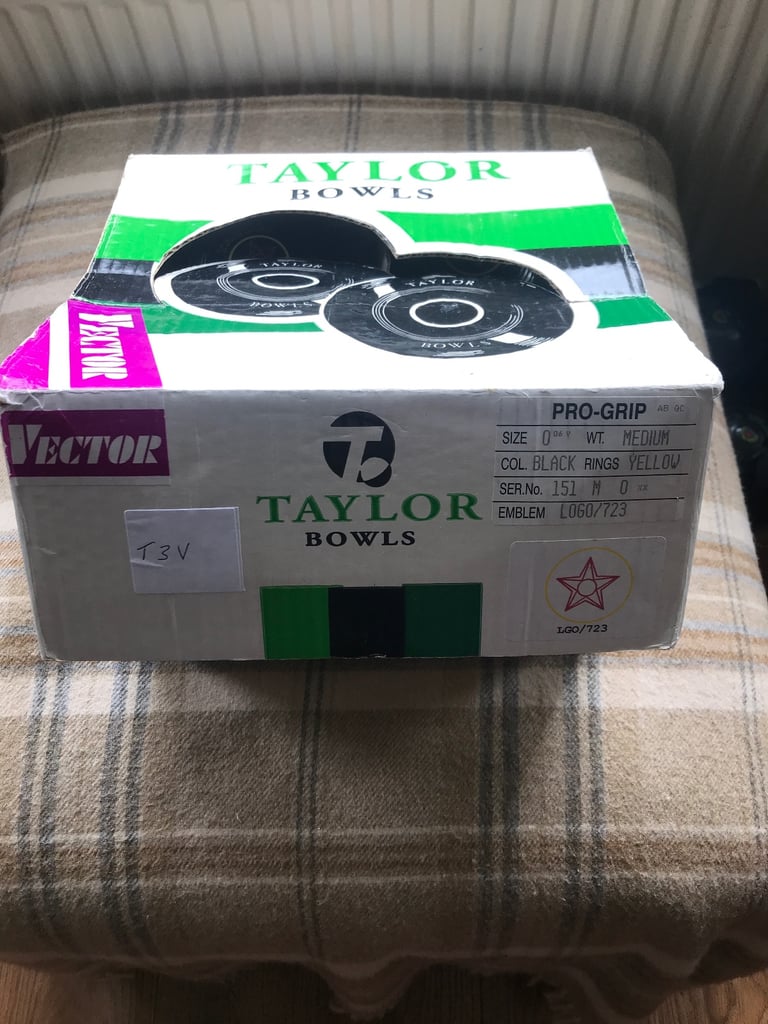 TAYLOR
BOWLS
TAYLOR
BOWLS
TAYLOR
BOWLS
VECTOR
VECTOR
T3V
TAYLOR
BOWLS
PRO-GRIP
SIZE 0 WT. MEDIUM
COL. BLACK RINGS YELLOW
SER.No. 151 M 0 **
EMBLEM LOGO/723
LGO/723